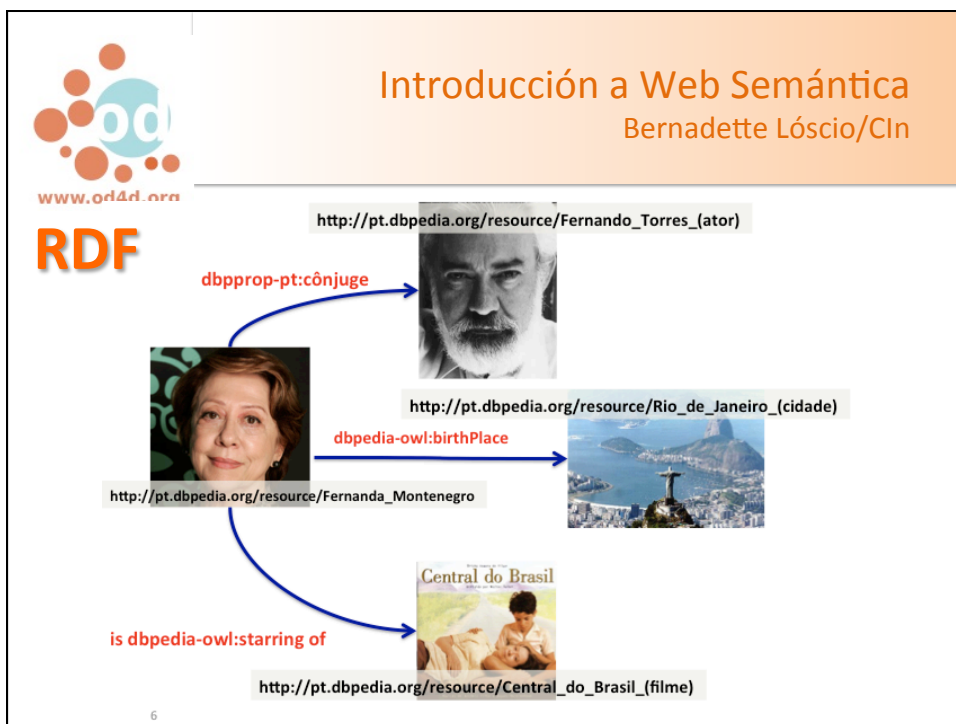 Introducción a Web Semántica
Bernadette Lóscio/CIn
od
www.od4d.org
RDF
http://pt.dbpedia.org/resource/Fernando_Torres_(ator)
dbpprop-pt:cônjuge
http://pt.dbpedia.org/resource/Rio_de_Janeiro_(cidade)
dbpedia-owl:birthPlace
http://pt.dbpedia.org/resource/Fernanda_Montenegro
Central do Brasil
is dbpedia-owl:starring of
http://pt.dbpedia.org/resource/Central_do_Brasil_(filme)
6